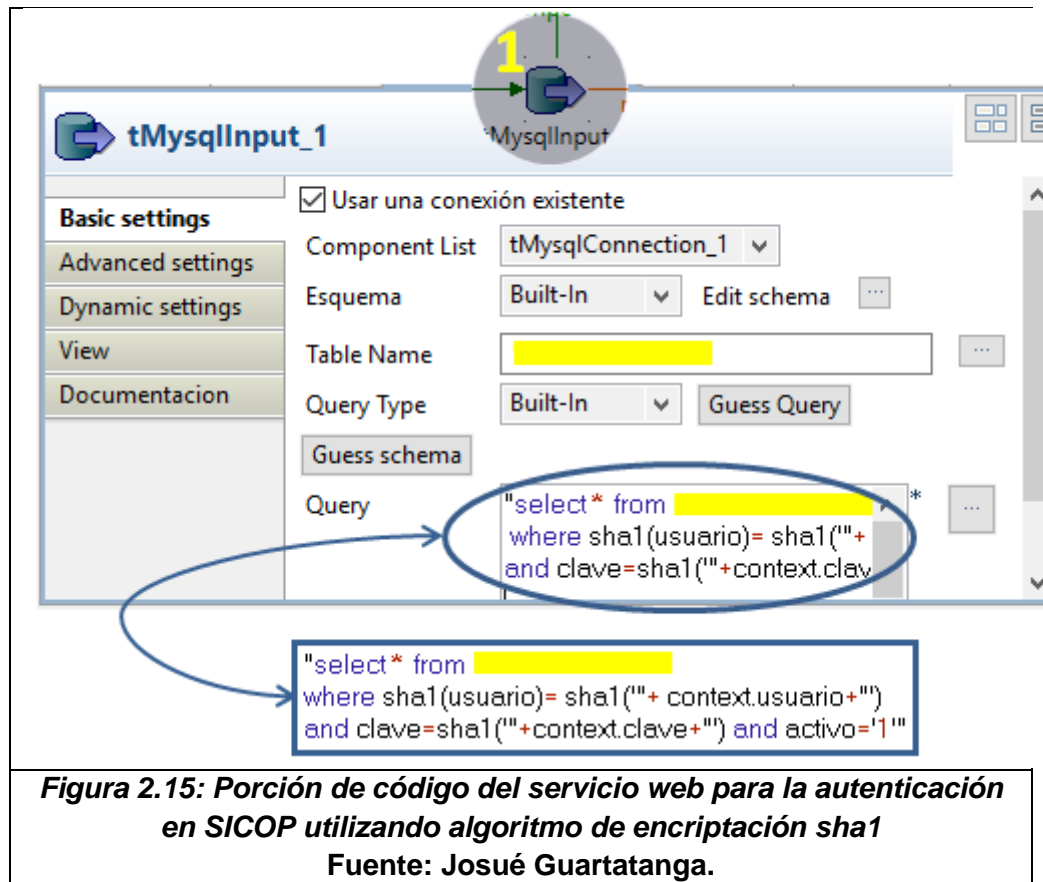 1
tMysqlInput
tMysqlInput_1
Basic settings
Advanced settings
Dynamic settings
View
Documentacion
Usar una conexión existente
Component List tMysqlConnection_1
Esquema Built-In Edit schema ...
Table Name ...
Query Type Built-In Guess Query
Guess schema
Query "select* from * ...
where sha1(usuario)= sha1('"+
and clave=sha1('"+context.clav
"select* from
where sha1(usuario)= sha1('"+ context.usuario+"')
and clave=sha1('"+context.clave+"') and activo='1'"
Figura 2.15: Porción de código del servicio web para la autenticación
en SICOP utilizando algoritmo de encriptación sha1
Fuente: Josué Guartatanga.